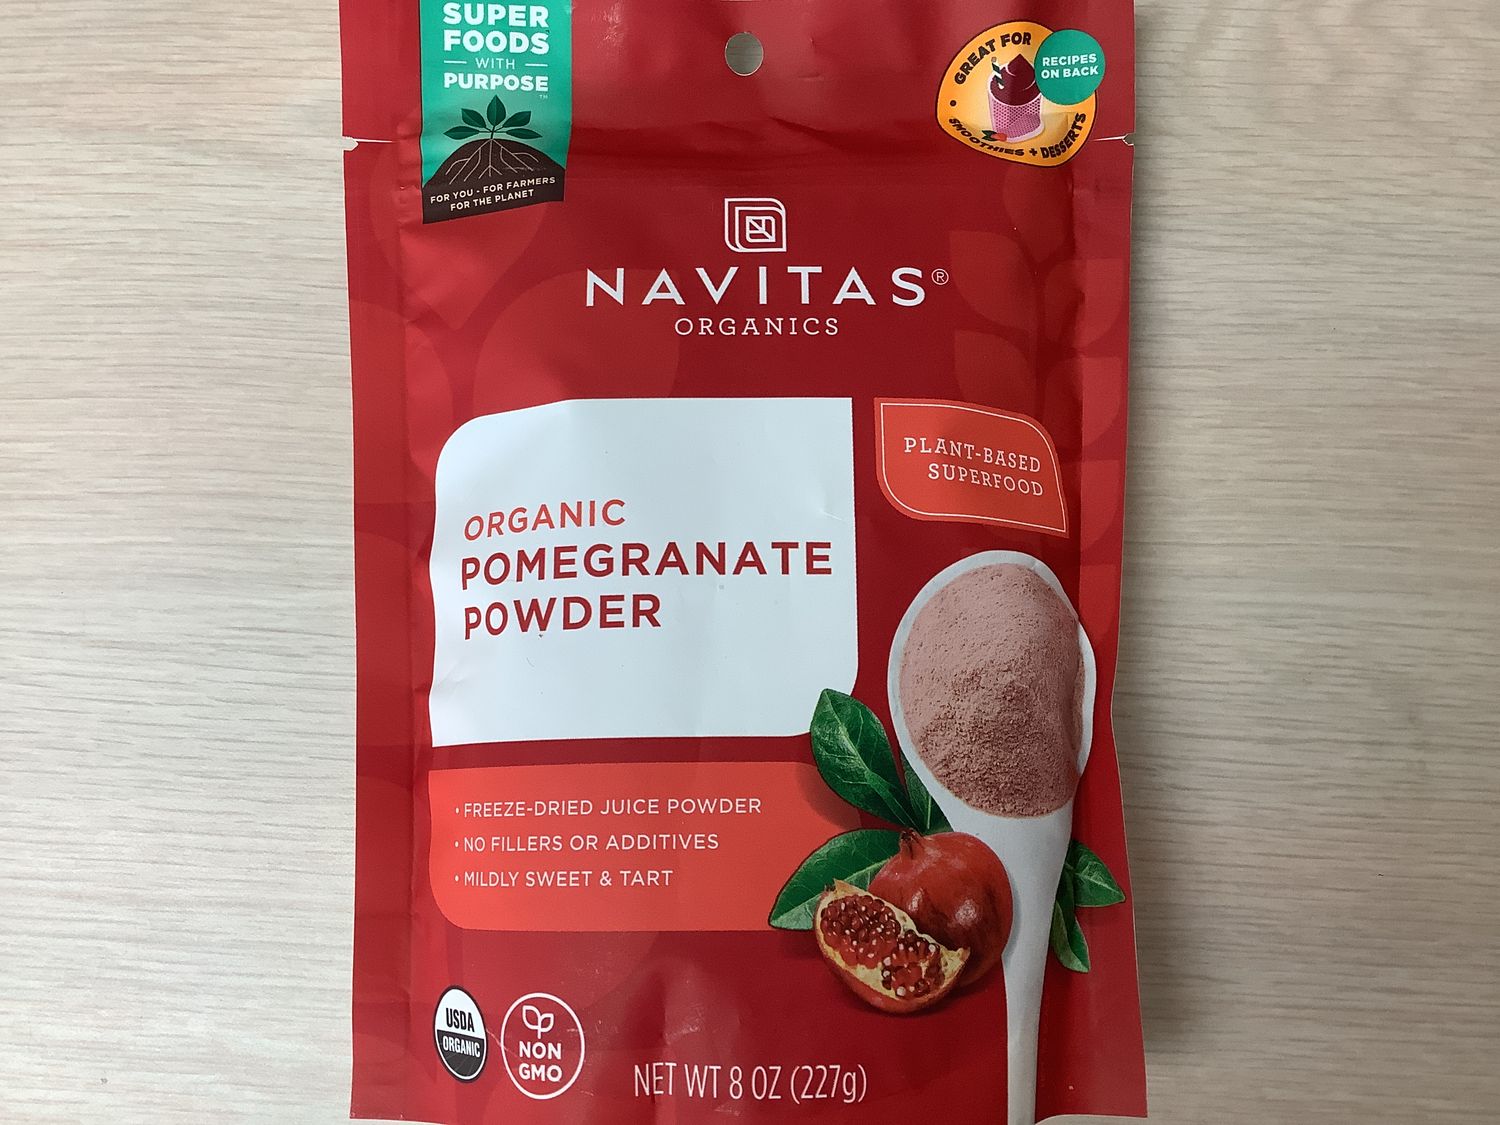 SUPER
FOODS
WITH
PURPOSE
™
FOR YOU - FOR FARMERS
FOR THE PLANET
GREAT FOR
SMOOTHIES + DESSERTS
RECIPES
ON BACK
NAVITAS®
ORGANICS
PLANT-BASED
SUPERFOOD
ORGANIC
POMEGRANATE
POWDER
• FREEZE-DRIED JUICE POWDER
• NO FILLERS OR ADDITIVES
• MILDLY SWEET & TART
USDA
ORGANIC
NON
GMO
NET WT 8 OZ (227g)